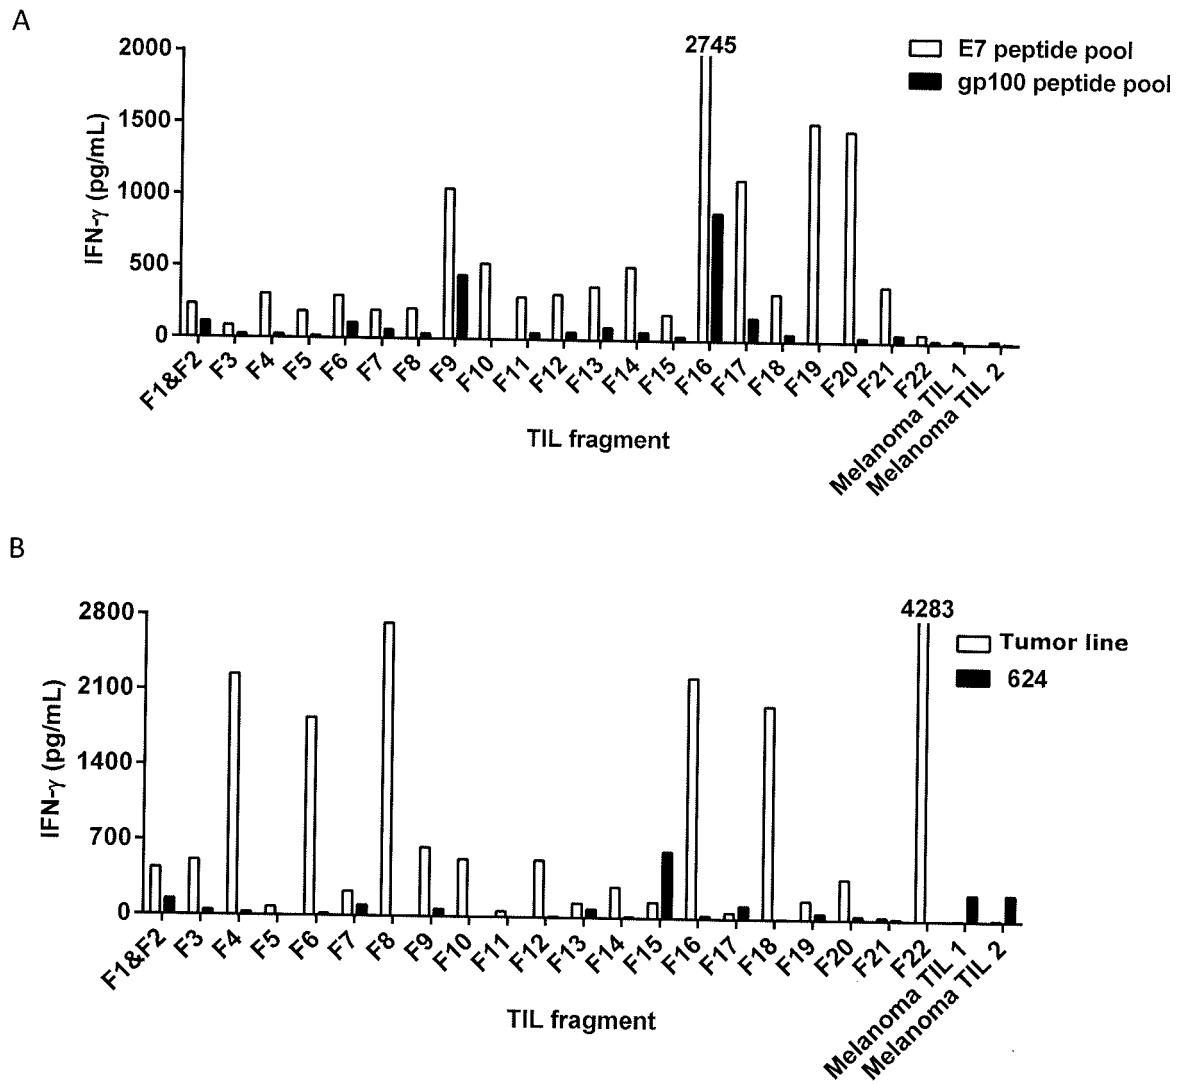 A
2000
1500
1000
500
0
IFN-γ (pg/mL)
2745
E7 peptide pool
gp100 peptide pool
F1&F2
F3
F4
F5
F6
F7
F8
F9
F10
F11
F12
F13
F14
F15
F16
F17
F18
F19
F20
F21
F22
Melanoma TIL 1
Melanoma TIL 2
TIL fragment
B
2800
2100
1400
700
0
IFN-γ (pg/mL)
4283
Tumor line
624
F1&F2
F3
F4
F5
F6
F7
F8
F9
F10
F11
F12
F13
F14
F15
F16
F17
F18
F19
F20
F21
F22
Melanoma TIL 1
Melanoma TIL 2
TIL fragment